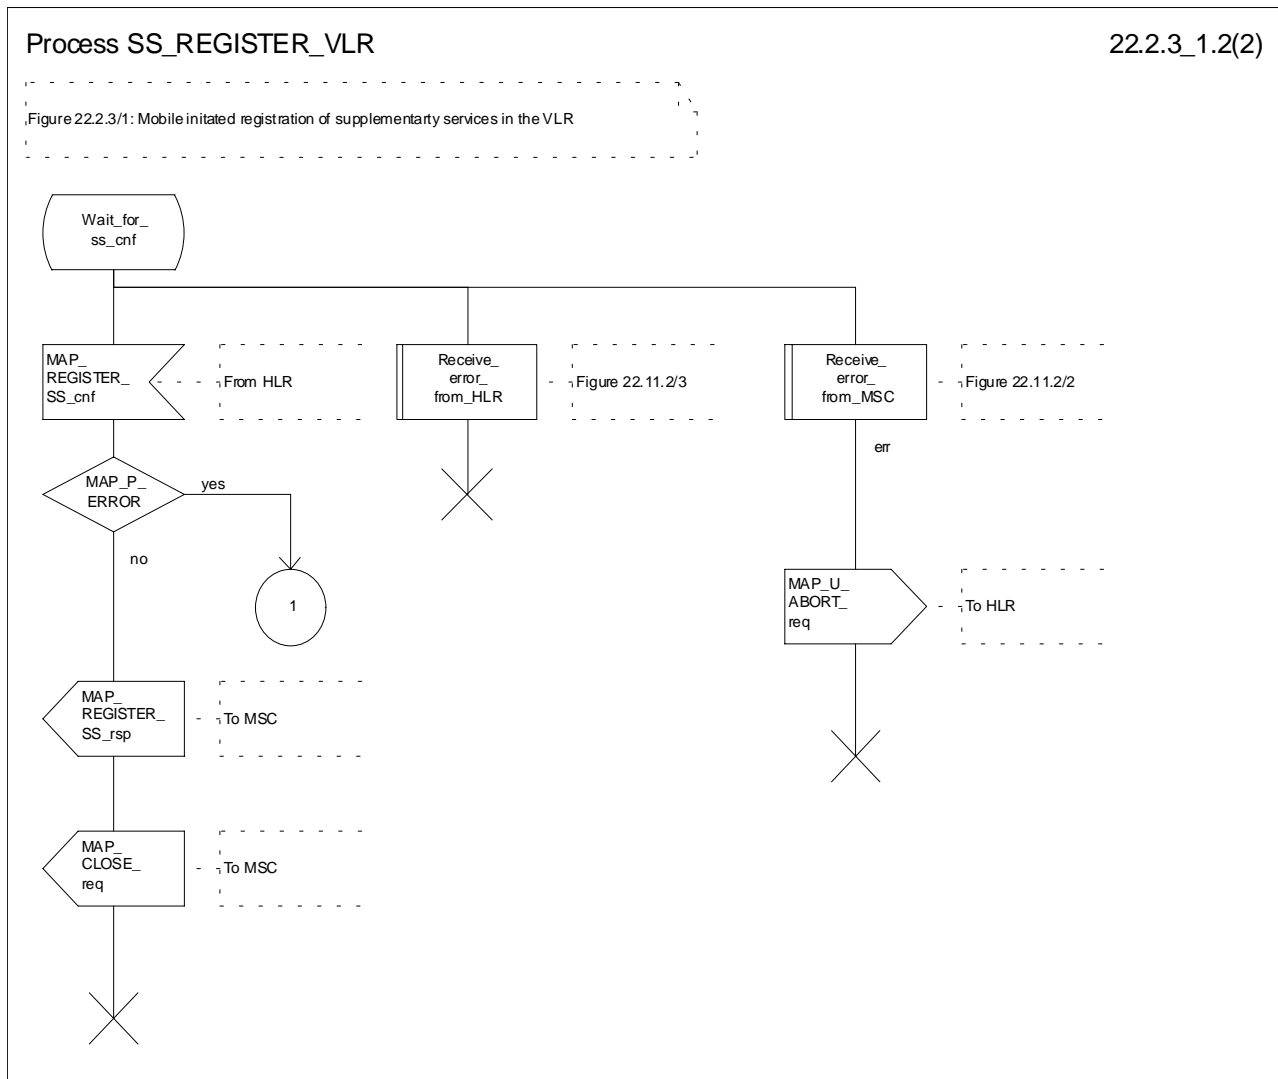 Process SS_REGISTER_VLR
22.2.3_1.2(2)
Figure 22.2.3/1: Mobile initated registration of supplementarty services in the VLR
Wait_for_
ss_cnf
MAP_
REGISTER_
SS_cnf
From HLR
Receive_
error_
from_HLR
Figure 22.11.2/3
Receive_
error_
from_MSC
Figure 22.11.2/2
err
MAP_P_
ERROR
yes
no
1
MAP_U_
ABORT_
req
To HLR
MAP_
REGISTER_
SS_rsp
To MSC
MAP_
CLOSE_
req
To MSC